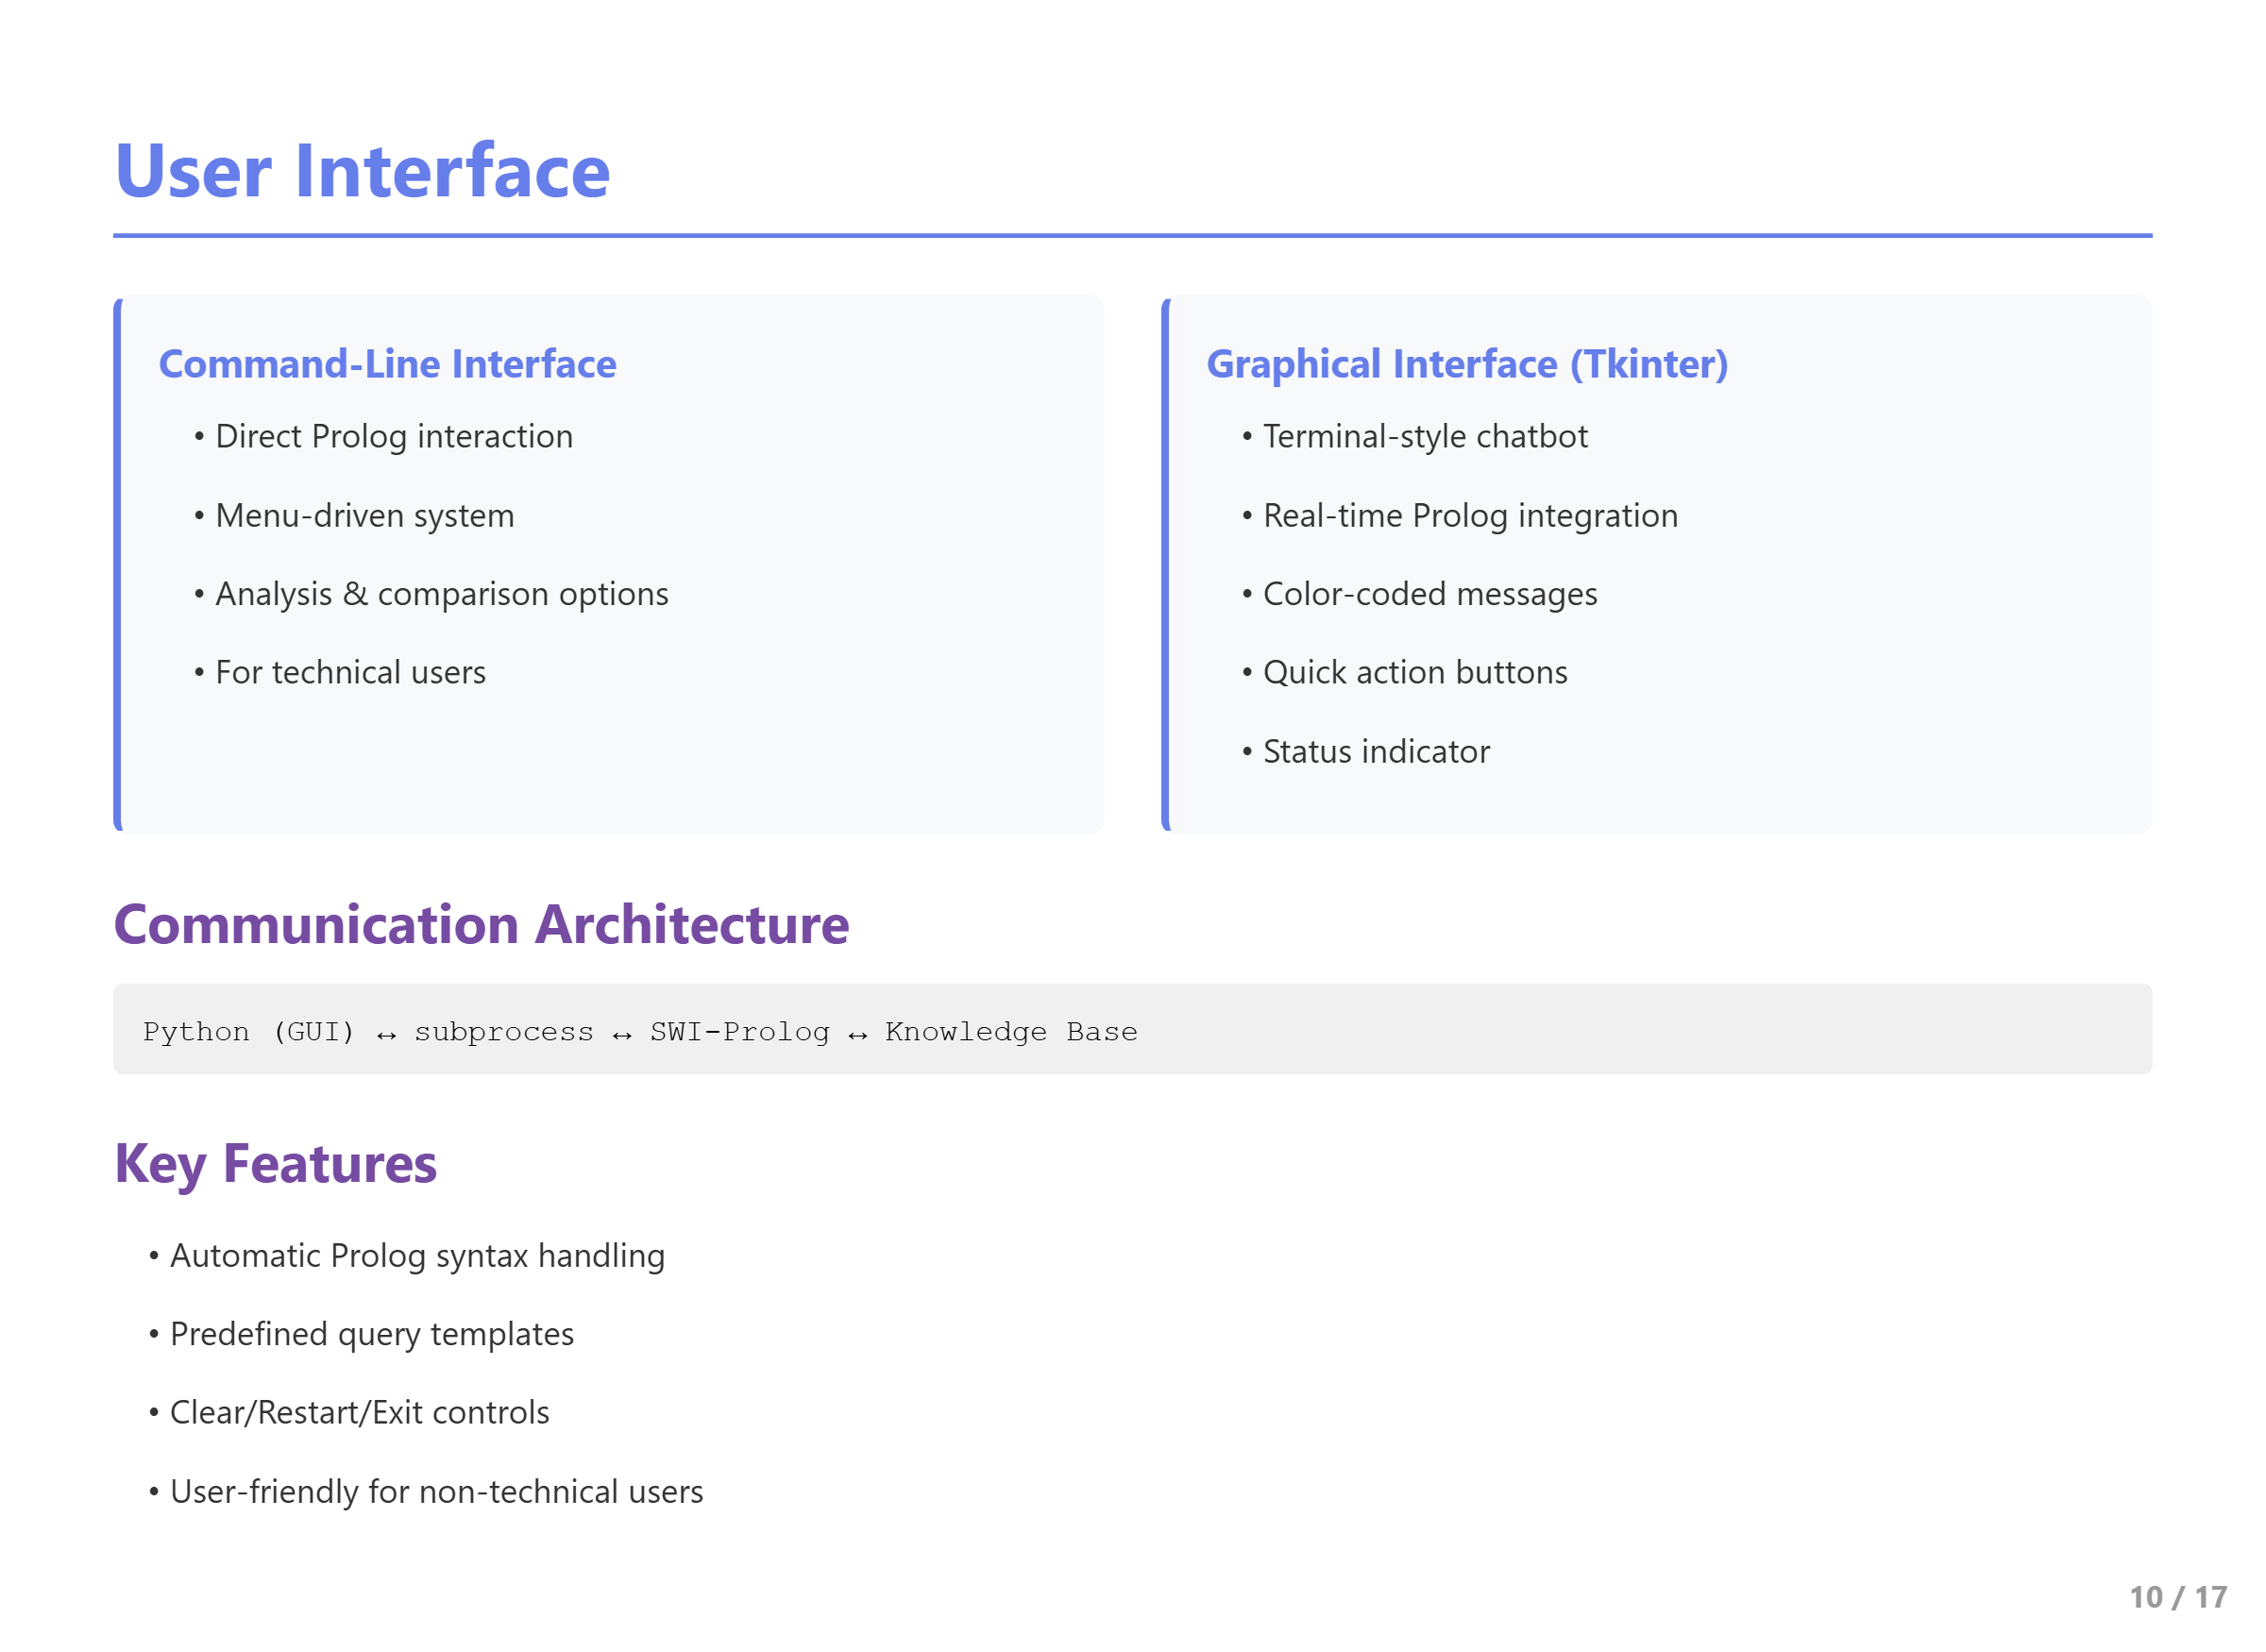 User Interface
Command-Line Interface
• Direct Prolog interaction
• Menu-driven system
• Analysis & comparison options
• For technical users
Graphical Interface (Tkinter)
• Terminal-style chatbot
• Real-time Prolog integration
• Color-coded messages
• Quick action buttons
• Status indicator
Communication Architecture
Python (GUI) ↔ subprocess ↔ SWI-Prolog ↔ Knowledge Base
Key Features
• Automatic Prolog syntax handling
• Predefined query templates
• Clear/Restart/Exit controls
• User-friendly for non-technical users
10 / 17